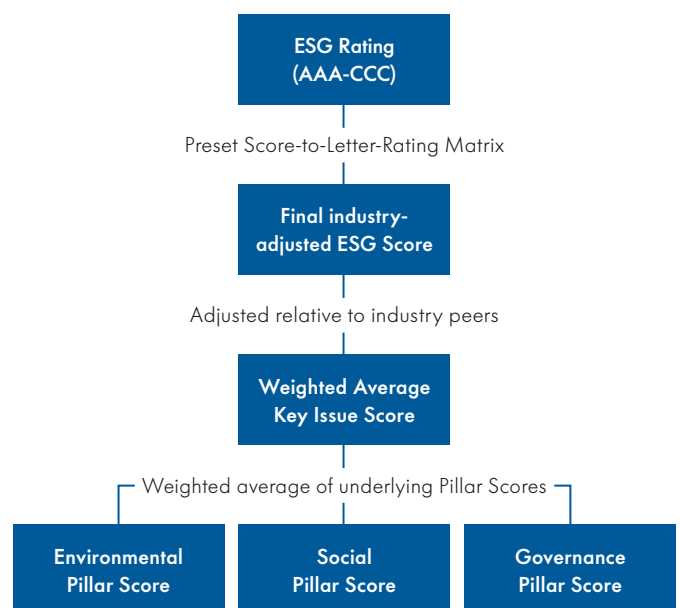 ESG Rating
(AAA-CCC)
Preset Score-to-Letter-Rating Matrix
Final industry-
adjusted ESG Score
Adjusted relative to industry peers
Weighted Average
Key Issue Score
Weighted average of underlying Pillar Scores
Environmental
Pillar Score
Social
Pillar Score
Governance
Pillar Score